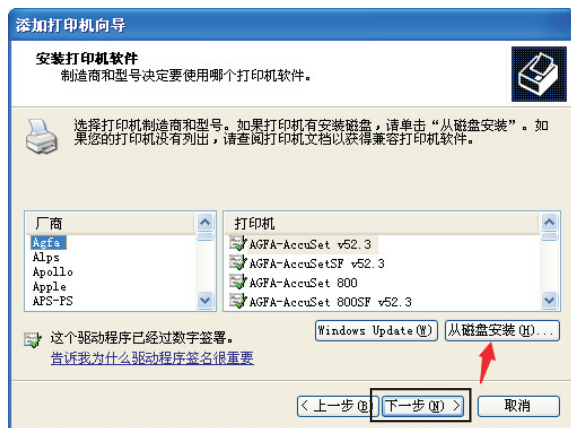 添加打印机向导
安装打印机软件
制造商和型号决定要使用哪个打印机软件。
选择打印机制造商和型号。如果打印机有安装磁盘，请单击“从磁盘安装”。如
果您的打印机没有列出，请查阅打印机文档以获得兼容打印机软件。
厂商
Agfa
Alps
Apollo
Apple
APS-PS
打印机
AGFA-AccuSet v52.3
AGFA-AccuSetSF v52.3
AGFA-AccuSet 800
AGFA-AccuSet 800SF v52.3
这个驱动程序已经过数字签署。
告诉我为什么驱动程序签名很重要
Windows Update(W)
从磁盘安装(H)...
< 上一步(B)
下一步(N) >
取消